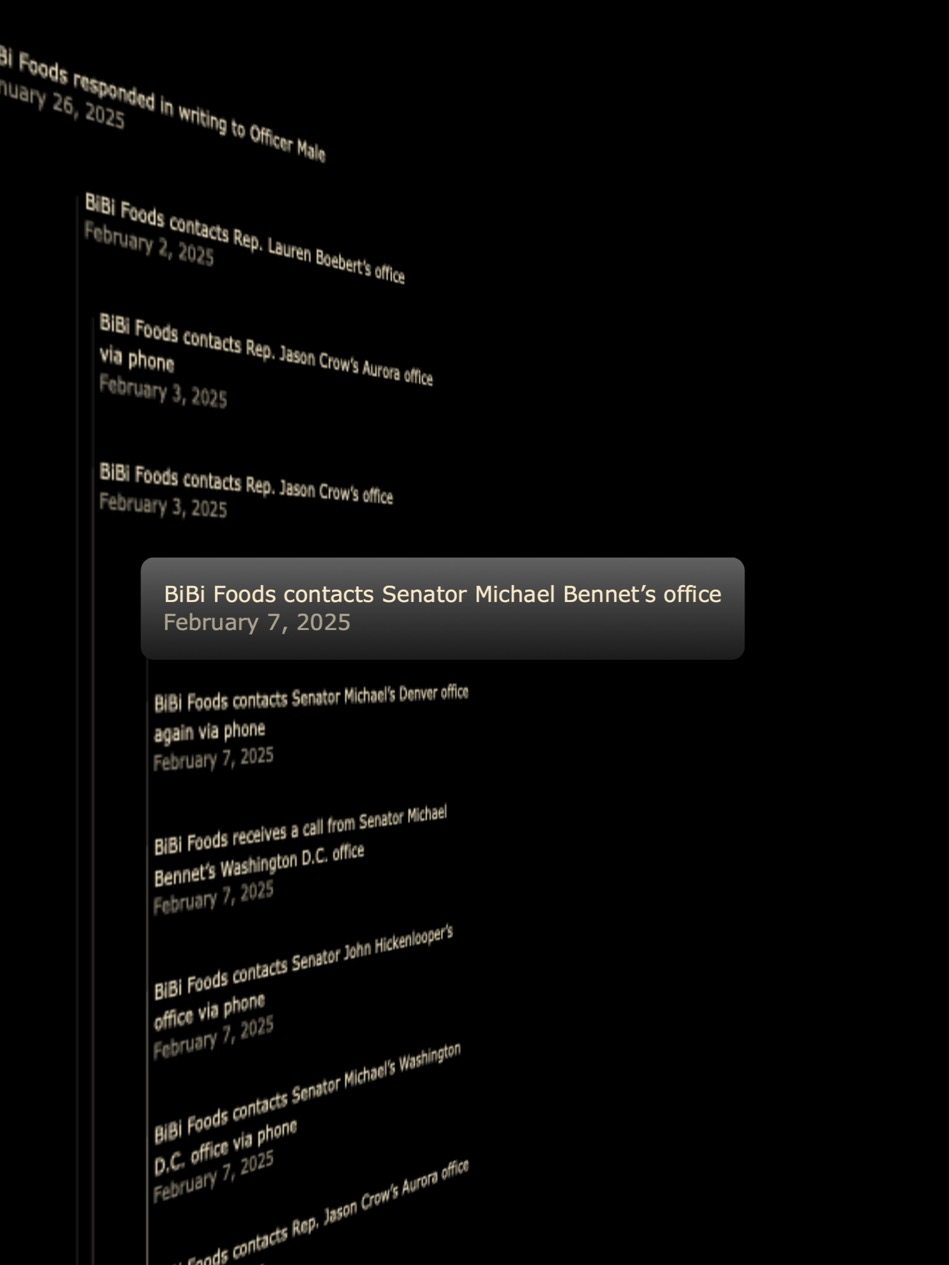 Bi Foods responded in writing to Officer Male
nuary 26, 2025
BiBi Foods contacts Rep. Lauren Boebert’s office
February 2, 2025
BiBi Foods contacts Rep. Jason Crow’s Aurora office
via phone
February 3, 2025
BiBi Foods contacts Rep. Jason Crow’s office
February 3, 2025
BiBi Foods contacts Senator Michael Bennet’s office
February 7, 2025
BiBi Foods contacts Senator Michael’s Denver office
again via phone
February 7, 2025
BiBi Foods receives a call from Senator Michael
Bennet’s Washington D.C. office
February 7, 2025
BiBi Foods contacts Senator John Hickenlooper’s
office via phone
February 7, 2025
BiBi Foods contacts Senator Michael’s Washington
D.C. office via phone
February 7, 2025
Foods contacts Rep. Jason Crow’s Aurora office